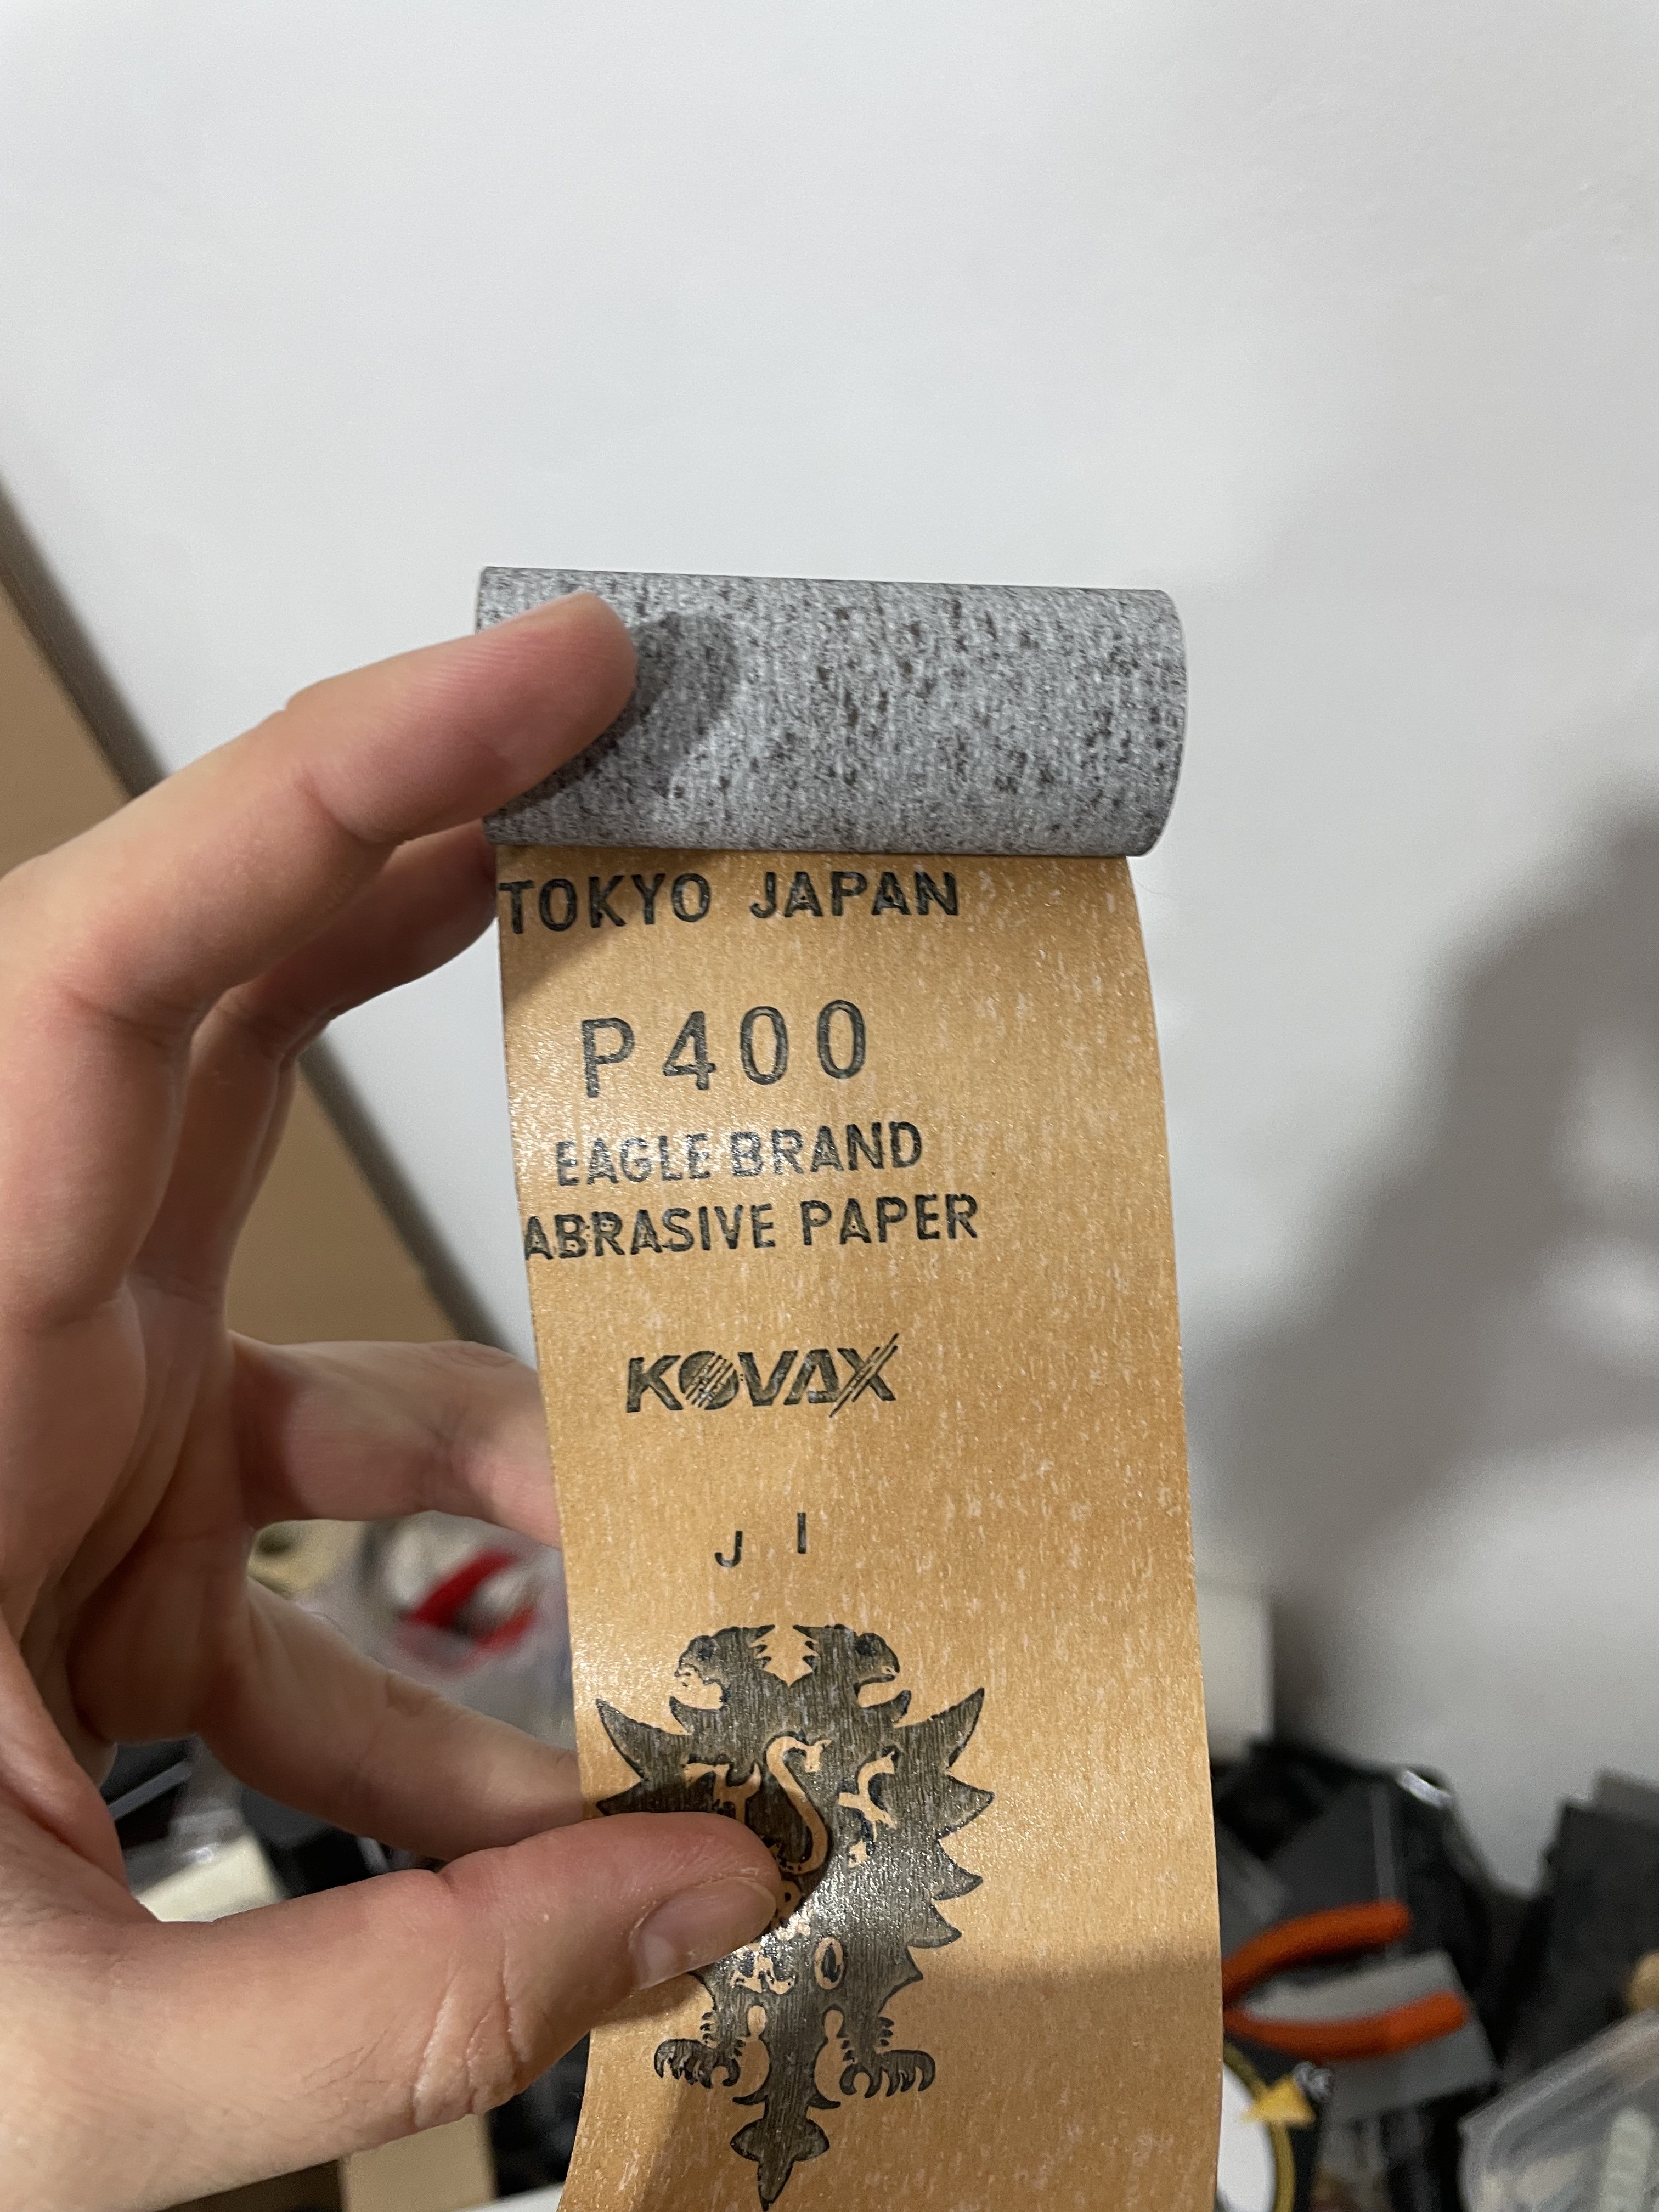 TOKYO JAPAN
P400
EAGLE BRAND
ABRASIVE PAPER
KOVAX
J I